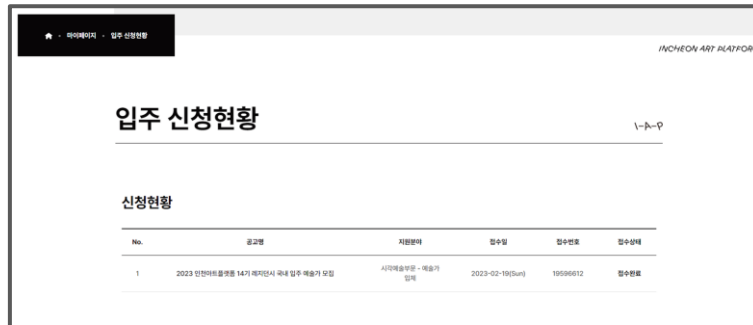 마이페이지 - 입주 신청현황
INCHEON ART PLATFOR
입주 신청현황
I-A-P
신청현황
No. 공고명 지원분야 접수일 접수번호 접수상태
1 2023 인천아트플랫폼 14기 레지던시 국내 입주 예술가 모집 시각예술부문 - 예술가 2023-02-19(Sun) 19596612 접수완료
입체